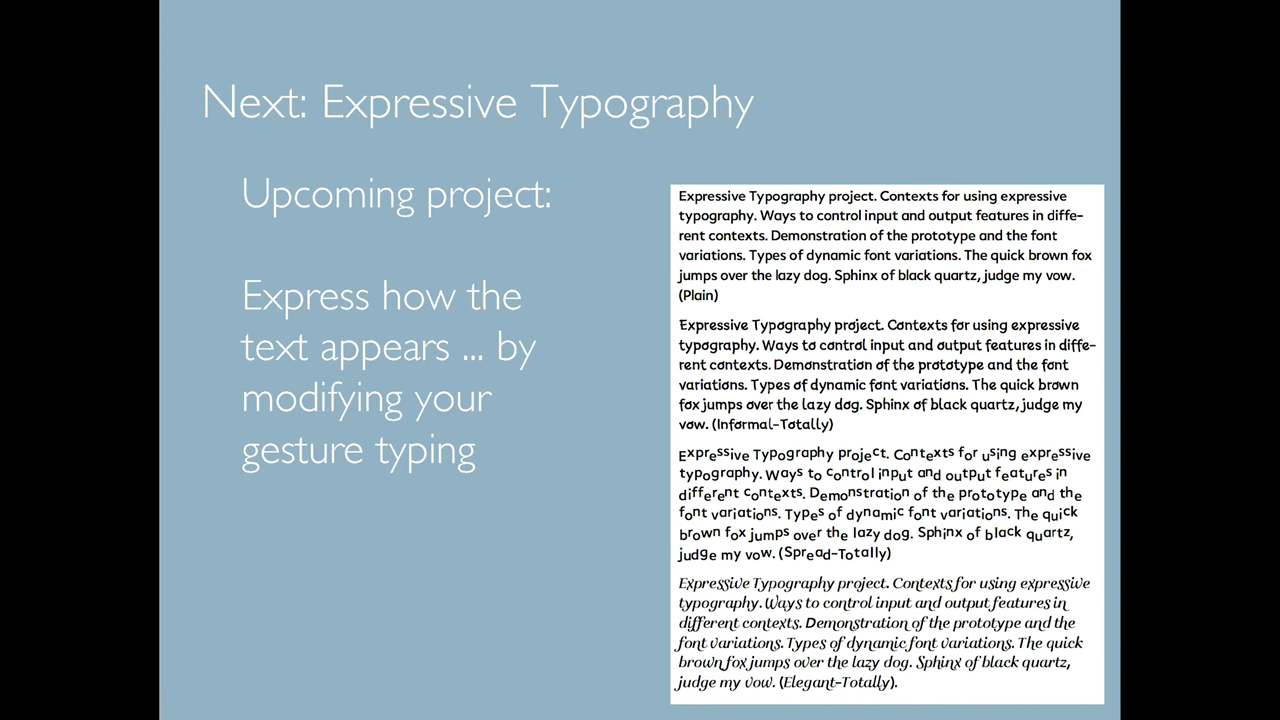 Next: Expressive Typography
Upcoming project:
Express how the
text appears ... by
modifying your
gesture typing
Expressive Typography project. Contexts for using expressive
typography. Ways to control input and output features in diffe-
rent contexts. Demonstration of the prototype and the font
variations. Types of dynamic font variations. The quick brown fox
jumps over the lazy dog. Sphinx of black quartz, judge my vow.
(Plain)
Expressive Typography project. Contexts for using expressive
typography. Ways to control input and output features in diffe-
rent contexts. Demonstration of the prototype and the font
variations. Types of dynamic font variations. The quick brown
fox jumps over the lazy dog. Sphinx of black quartz, judge my
vow. (Informal-Totally)
Expressive Typography project. Contexts for using expressive
typography. Ways to control input and output features in
different contexts. Demonstration of the prototype and the
font variations. Types of dynamic font variations. The quick
brown fox jumps over the lazy dog. Sphinx of black quartz,
judge my vow. (Spread-Totally)
Expressive Typography project. Contexts for using expressive
typography. Ways to control input and output features in
different contexts. Demonstration of the prototype and the
font variations. Types of dynamic font variations. The quick
brown fox jumps over the lazy dog. Sphinx of black quartz,
judge my vow. (Elegant-Totally).